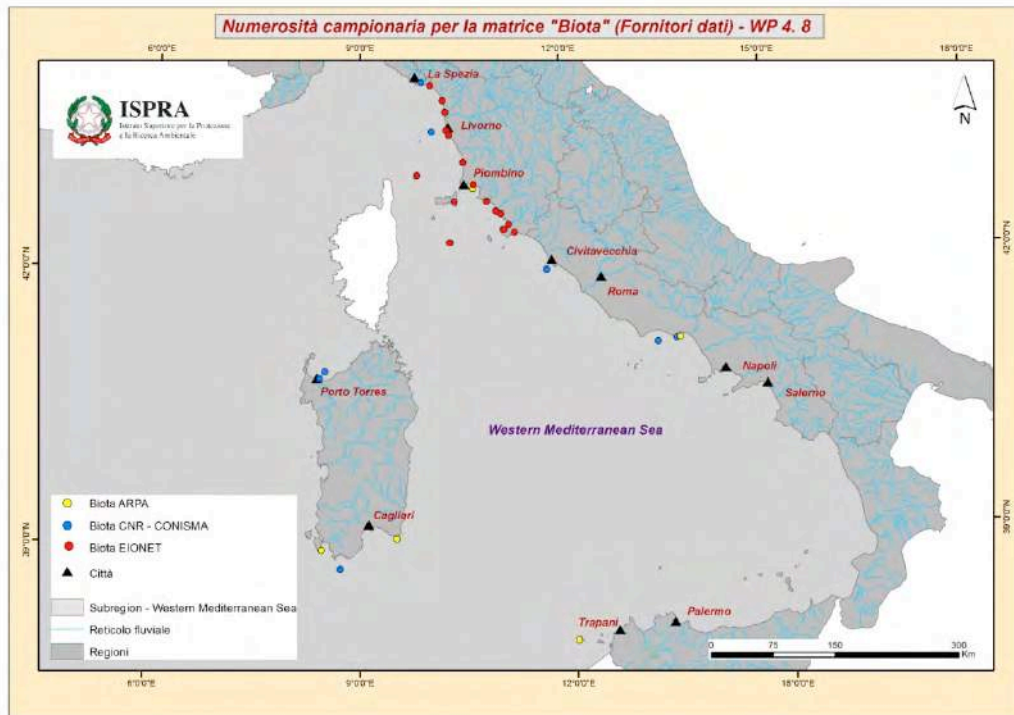 Numerosità campionaria per la matrice "Biota" (Fornitori dati) - WP 4. 8
6°0'0"E
9°0'0"E
12°0'0"E
15°0'0"E
18°0'0"E
ISPRA
Istituto Superiore per la Protezione
e la Ricerca Ambientale
N
La Spezia
Livorno
Piombino
42°0'0"N
42°0'0"N
Civitavecchia
Roma
Napoli
Salerno
Porto Torres
Western Mediterranean Sea
Cagliari
39°0'0"N
39°0'0"N
Biota ARPA
Biota CNR - CONISMA
Biota EIONET
Città
Subregion - Western Mediterranean Sea
Reticolo fluviale
Regioni
Trapani
Palermo
0 75 150 300
Km
6°0'0"E
9°0'0"E
12°0'0"E
15°0'0"E